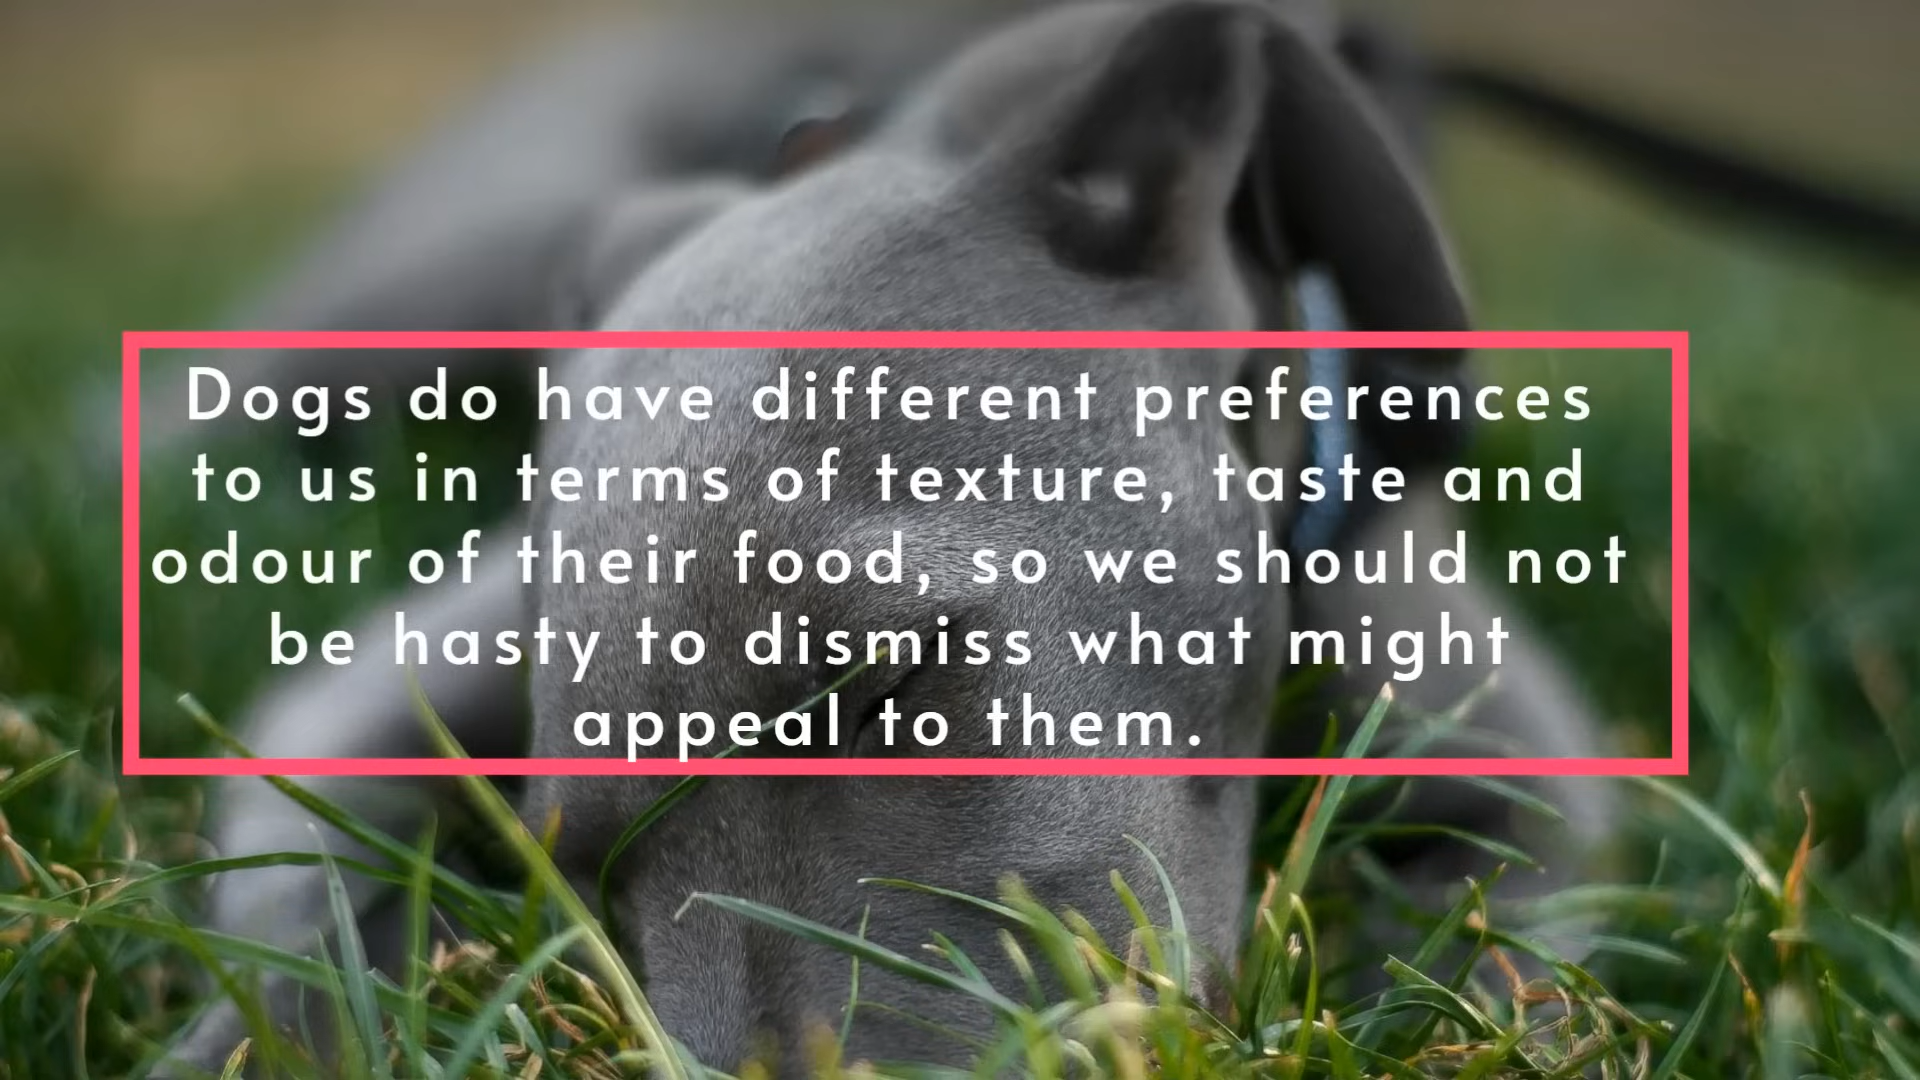 Dogs do have different preferences
to us in terms of texture, taste and
odour of their food, so we should not
be hasty to dismiss what might
appeal to them.